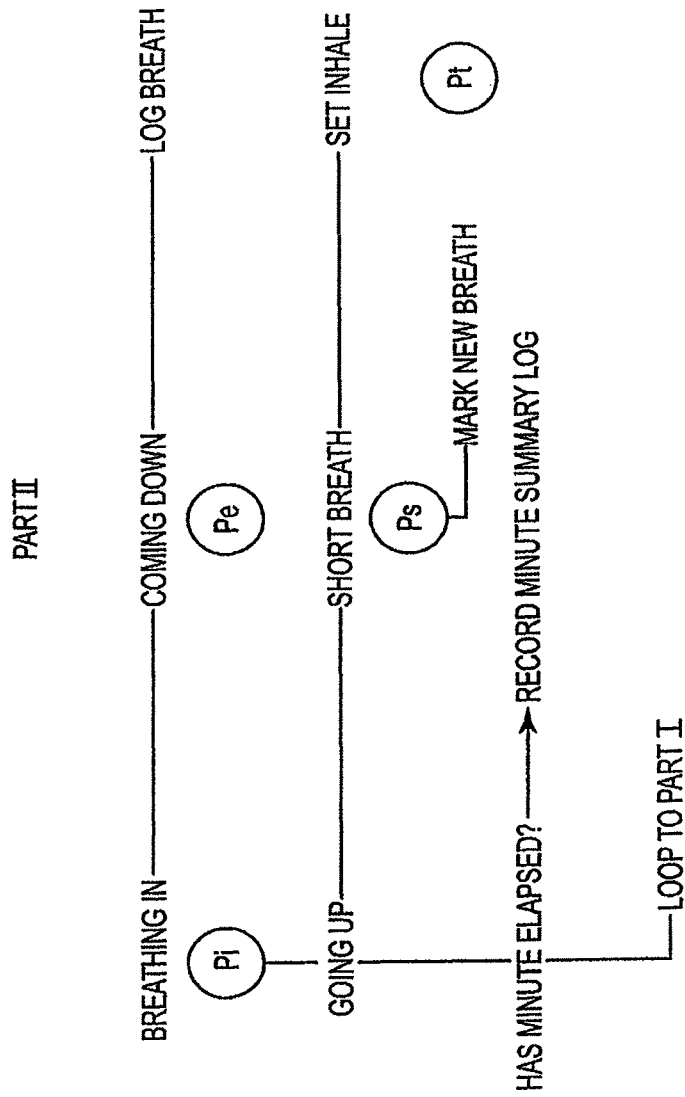 PART II
BREATHING IN COMING DOWN LOG BREATH
Pi Pe
GOING UP SHORT BREATH SET INHALE
Ps Pt
MARK NEW BREATH
HAS MINUTE ELAPSED? RECORD MINUTE SUMMARY LOG
LOOP TO PART I